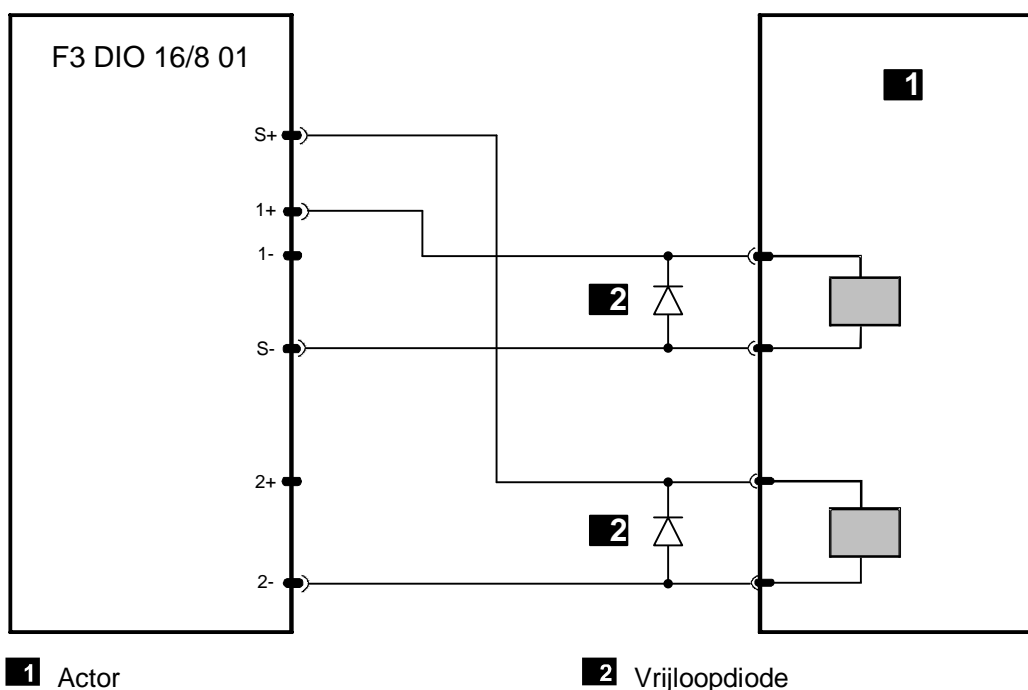 F3 DIO 16/8 01
1
S+
1+
1-
2
S-
2+
2
2-
1 Actor
2 Vrijloopdiode